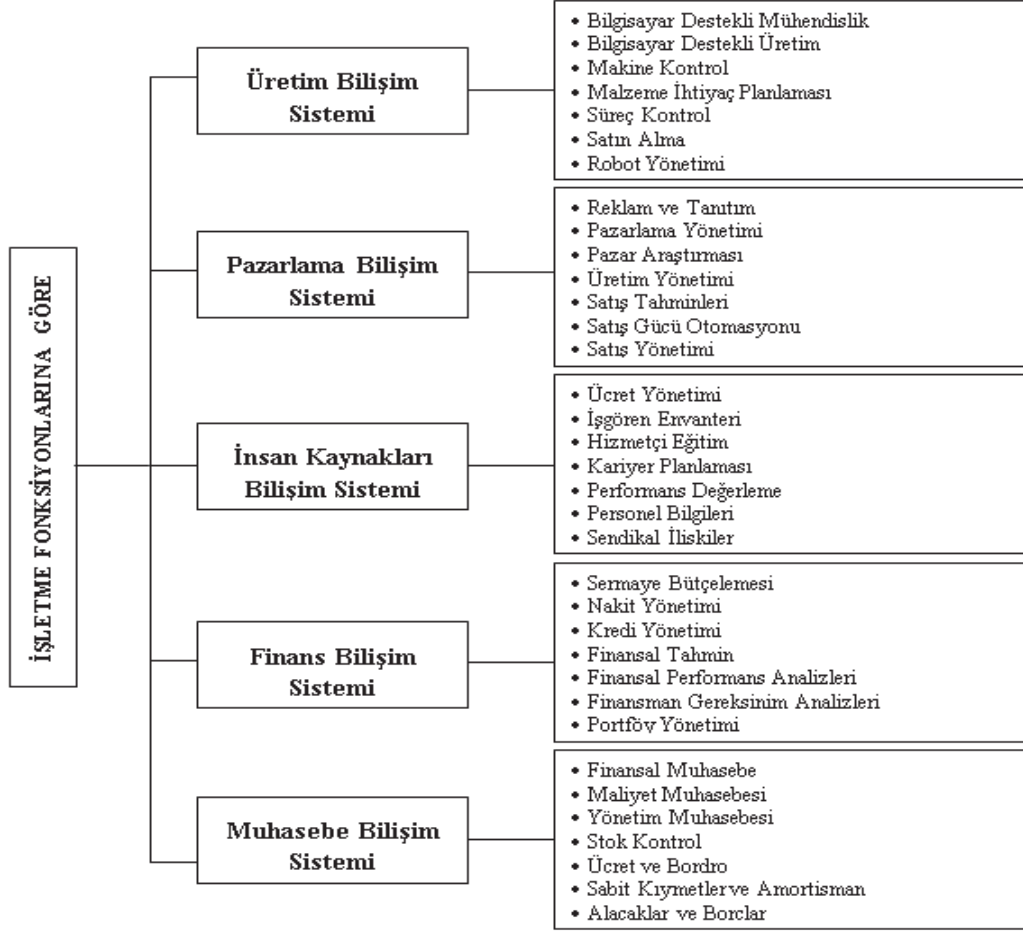 İŞLETME FONKSİYONLARINA GÖRE
Üretim Bilişim
Sistemi
• Bilgisayar Destekli Mühendislik
• Bilgisayar Destekli Üretim
• Makine Kontrol
• Malzeme İhtiyaç Planlaması
• Süreç Kontrol
• Satın Alma
• Robot Yönetimi
Pazarlama Bilişim
Sistemi
• Reklam ve Tanıtım
• Pazarlama Yönetimi
• Pazar Araştırması
• Üretim Yönetimi
• Satış Tahminleri
• Satış Gücü Otomasyonu
• Satış Yönetimi
İnsan Kaynakları
Bilişim Sistemi
• Ücret Yönetimi
• İşgören Envanteri
• Hizmetçi Eğitim
• Kariyer Planlaması
• Performans Değerleme
• Personel Bilgileri
• Sendikal İliskiler
Finans Bilişim
Sistemi
• Sermaye Bütçelemesi
• Nakit Yönetimi
• Kredi Yönetimi
• Finansal Tahmin
• Finansal Performans Analizleri
• Finansman Gereksinim Analizleri
• Portföy Yönetimi
Muhasebe Bilişim
Sistemi
• Finansal Muhasebe
• Maliyet Muhasebesi
• Yönetim Muhasebesi
• Stok Kontrol
• Ücret ve Bordro
• Sabit Kıymetler ve Amortisman
• Alacaklar ve Borclar